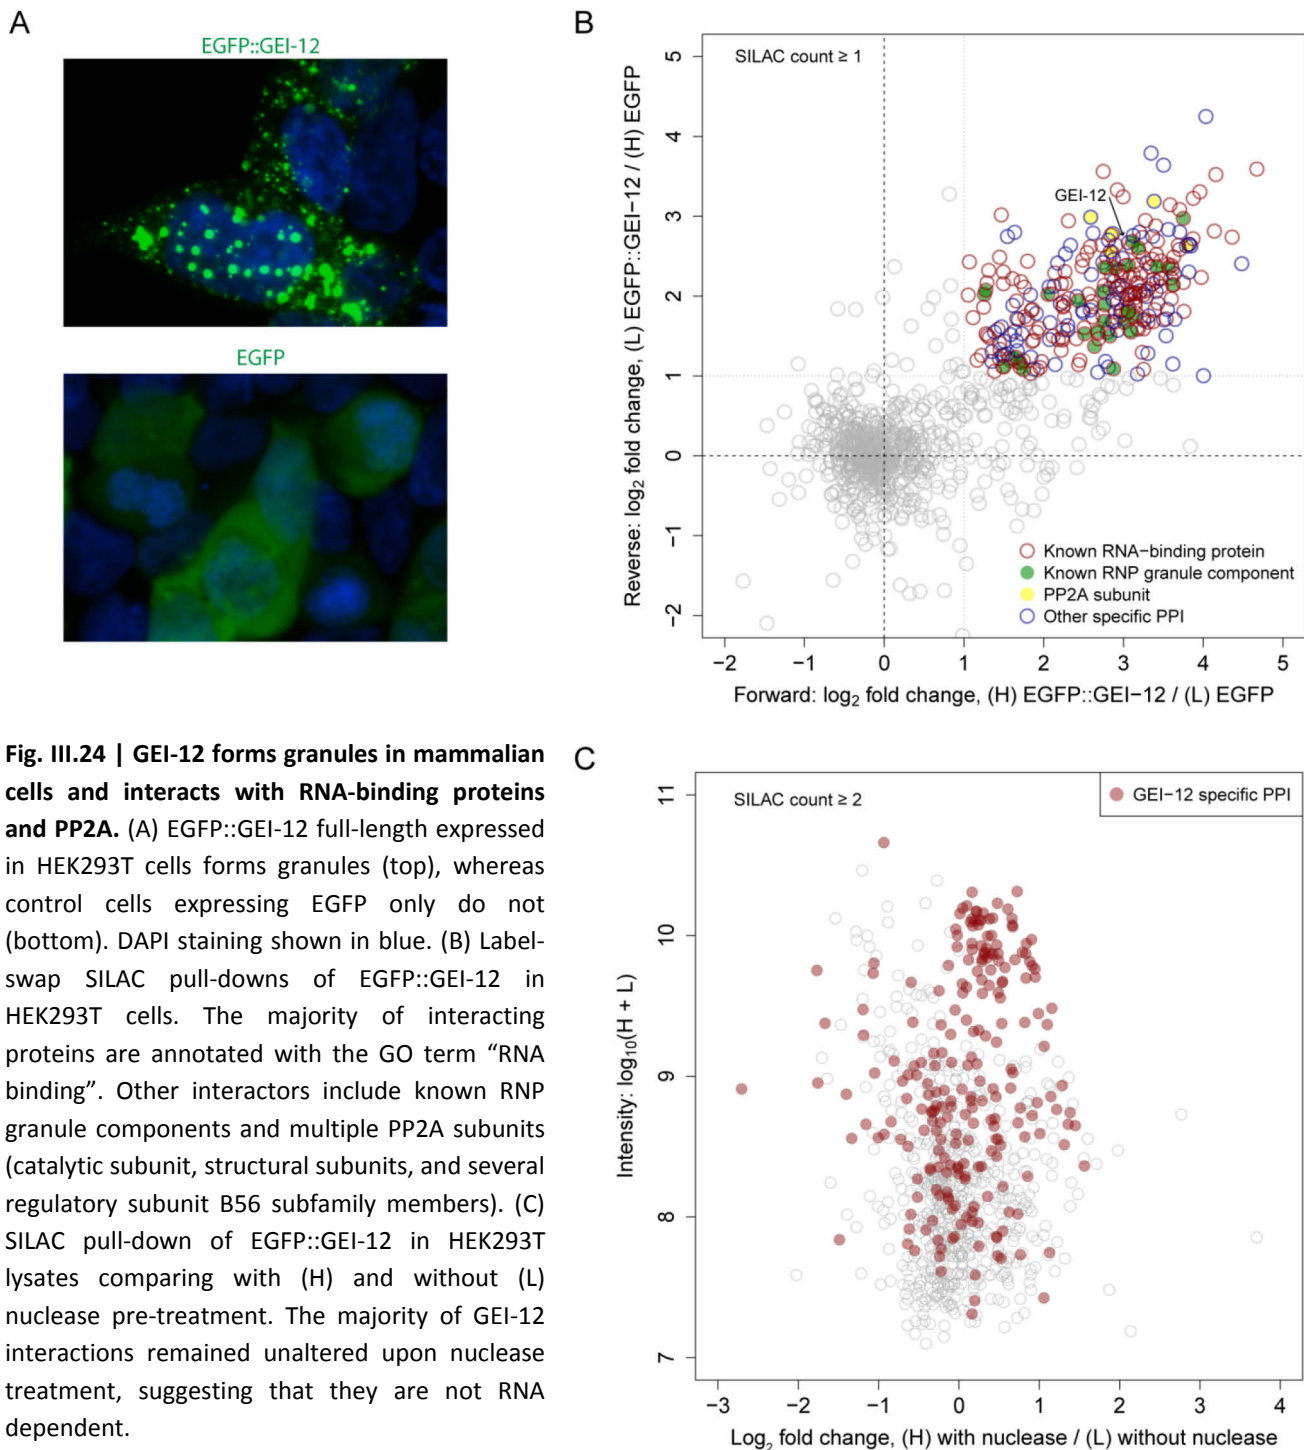 A
EGFP::GEI-12
EGFP
B
SILAC count ≥ 1
GEI-12
Known RNA−binding protein
Known RNP granule component
PP2A subunit
Other specific PPI
5
4
3
2
1
0
−1
−2
Reverse: log2 fold change, (L) EGFP::GEI−12 / (H) EGFP
−2 −1 0 1 2 3 4 5
Forward: log2 fold change, (H) EGFP::GEI−12 / (L) EGFP
Fig. III.24 | GEI-12 forms granules in mammalian
cells and interacts with RNA-binding proteins
and PP2A. (A) EGFP::GEI-12 full-length expressed
in HEK293T cells forms granules (top), whereas
control cells expressing EGFP only do not
(bottom). DAPI staining shown in blue. (B) Label-
swap SILAC pull-downs of EGFP::GEI-12 in
HEK293T cells. The majority of interacting
proteins are annotated with the GO term “RNA
binding”. Other interactors include known RNP
granule components and multiple PP2A subunits
(catalytic subunit, structural subunits, and several
regulatory subunit B56 subfamily members). (C)
SILAC pull-down of EGFP::GEI-12 in HEK293T
lysates comparing with (H) and without (L)
nuclease pre-treatment. The majority of GEI-12
interactions remained unaltered upon nuclease
treatment, suggesting that they are not RNA
dependent.
C
SILAC count ≥ 2
GEI−12 specific PPI
11
10
9
8
7
Intensity: log10(H + L)
−3 −2 −1 0 1 2 3 4
Log2 fold change, (H) with nuclease / (L) without nuclease